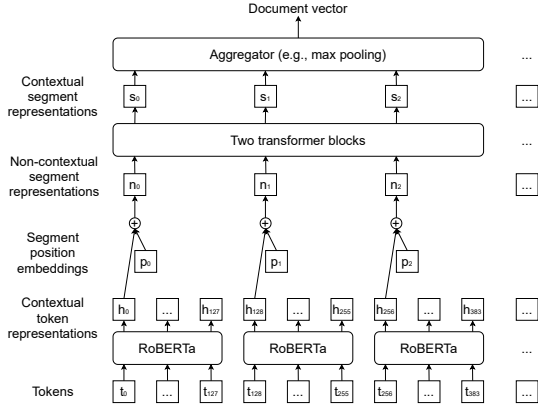 Document vector
Aggregator (e.g., max pooling) ...
Contextual
segment
representations
s0 s1 s2 ...
Two transformer blocks ...
Non-contextual
segment
representations
n0 n1 n2 ...
+ + +
Segment
position
embeddings
p0 p1 p2
Contextual
token
representations
h0 ... h127 h128 ... h255 h256 ... h383 ...
RoBERTa RoBERTa RoBERTa ...
Tokens t0 ... t127 t128 ... t255 t256 ... t383 ...